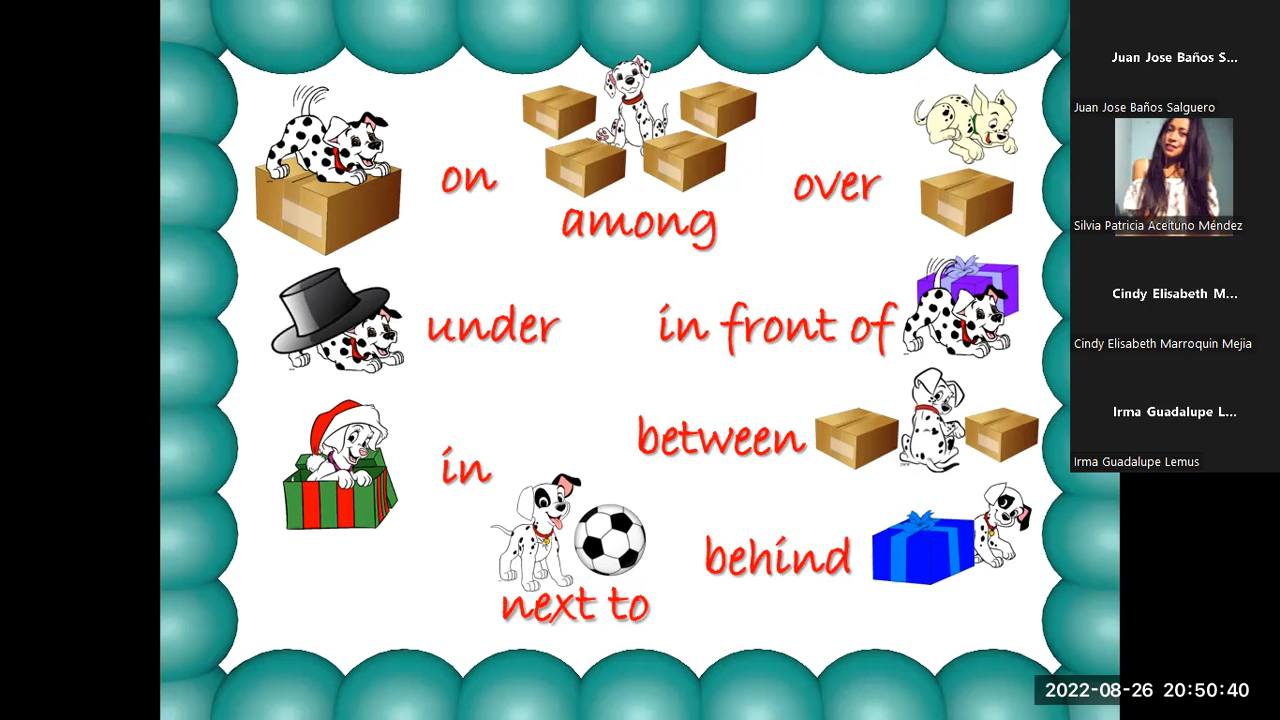 on
among
over
under
in front of
in
between
next to
behind
Juan Jose Baños S...
Juan Jose Baños Salguero
Silvia Patricia Aceituno Méndez
Cindy Elisabeth M...
Cindy Elisabeth Marroquin Mejia
Irma Guadalupe L...
Irma Guadalupe Lemus
2022-08-26 20:50:40